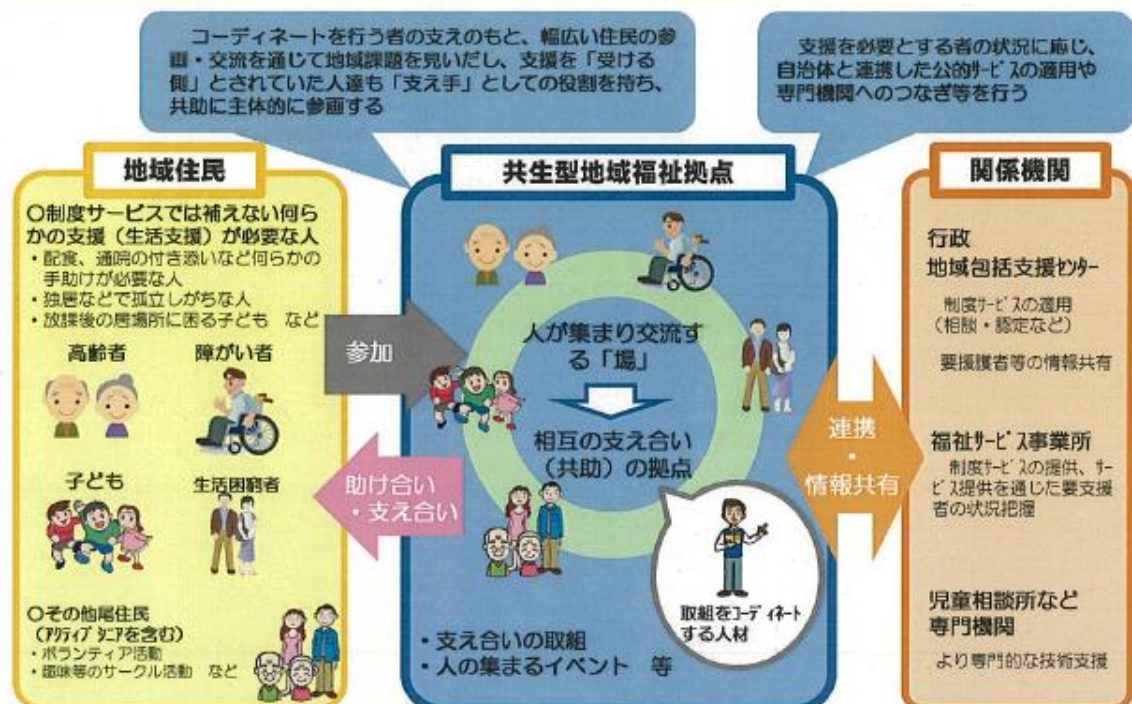 コーディネートを行う者の支えのもと、幅広い住民の参
画・交流を通じて地域課題を見いだし、支援を「受ける
側」とされていた人達も「支え手」としての役割を持ち、
共助に主体的に参画する
支援を必要とする者の状況に応じ、
自治体と連携した公的サービスの適用や
専門機関へのつなぎ等を行う
地域住民
〇制度サービスでは補えない何ら
かの支援（生活支援）が必要な人
・配食、通院の付き添いなど何らかの
手助けが必要な人
・独居などで孤立しがちな人
・放課後の居場所に困る子ども など
高齢者
障がい者
子ども
生活困窮者
〇その他尾住民
（アクティブシニアを含む）
・ボランティア活動
・趣味等のサークル活動 など
参加
助け合い
・支え合い
共生型地域福祉拠点
人が集まり交流す
る「場」
相互の支え合い
（共助）の拠点
取組をコーディネート
する人材
・支え合いの取組
・人の集まるイベント 等
連携
・
情報共有
関係機関
行政
地域包括支援センター
制度サービスの適用
（相談・認定など）
要援護者等の情報共有
福祉サービス事業所
制度サービスの提供、サー
ビス提供を通じた要支援
者の状況把握
児童相談所など
専門機関
より専門的な技術支援